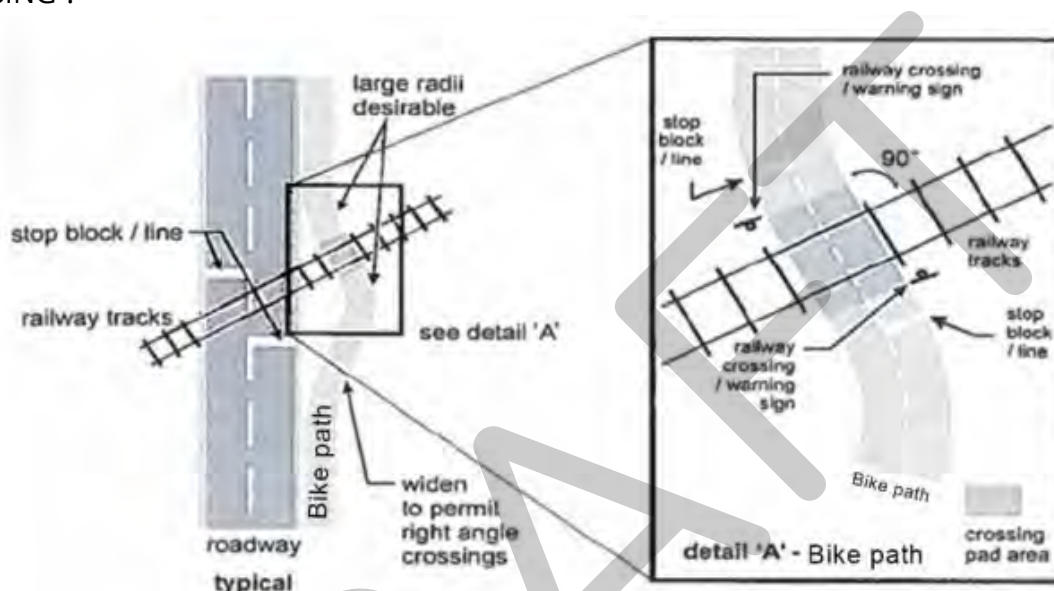 large radii
desirable
stop block / line
railway tracks
see detail 'A'
Bike path
widen
to permit
right angle
crossings
roadway
typical
railway crossing
/ warning sign
stop
block
/ line
90°
railway
tracks
stop
block
/ line
railway
crossing
/ warning
sign
Bike path
crossing
pad area
detail 'A' - Bike path